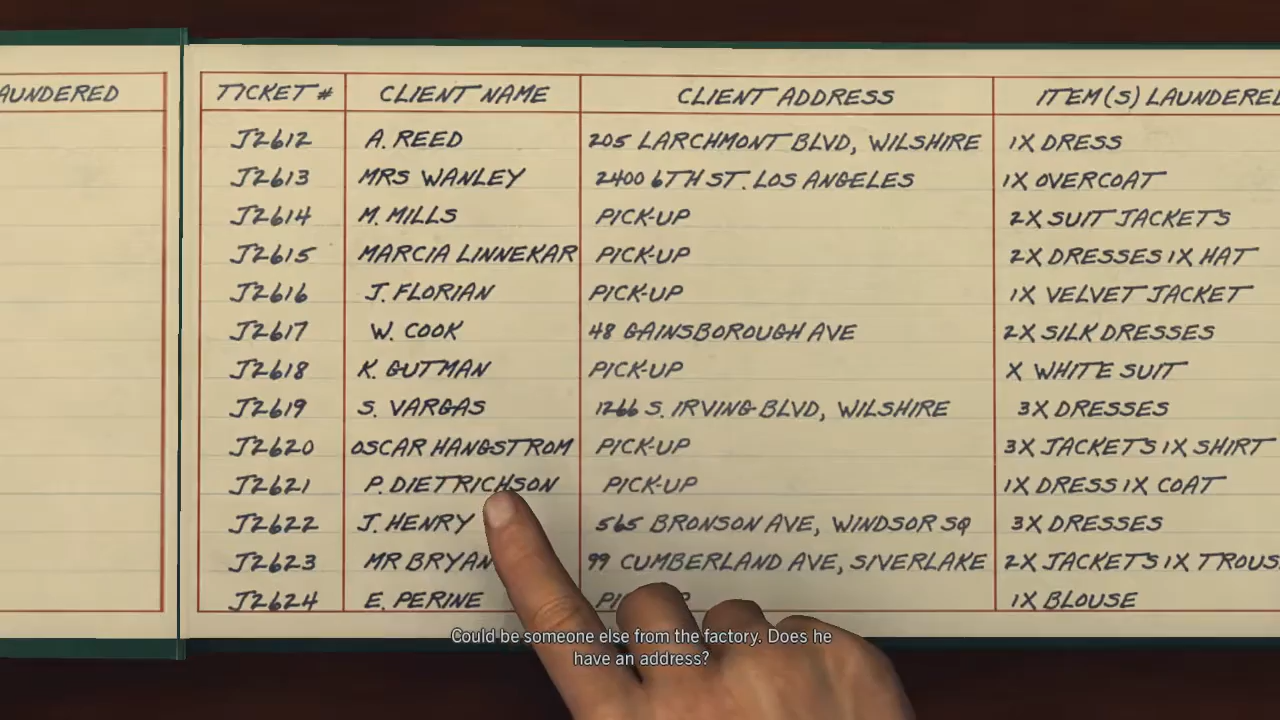 AUNDERED TICKET # CLIENT NAME CLIENT ADDRESS ITEM(S) LAUNDERED
J2612 A. REED 205 LARCHMONT BLVD, WILSHIRE 1X DRESS
J2613 MRS WANLEY 2400 6TH ST. LOS ANGELES 1X OVERCOAT
J2614 M. MILLS PICK-UP 2X SUIT JACKETS
J2615 MARCIA LINNEKAR PICK-UP 2X DRESSES 1X HAT
J2616 J. FLORIAN PICK-UP 1X VELVET JACKET
J2617 W. COOK 48 GAINSBOROUGH AVE 2X SILK DRESSES
J2618 K. GUTMAN PICK-UP X WHITE SUIT
J2619 S. VARGAS 1266 S. IRVING BLVD, WILSHIRE 3X DRESSES
J2620 OSCAR HANGSTROM PICK-UP 3X JACKETS 1X SHIRT
J2621 P. DIETRICHSON PICK-UP 1X DRESS 1X COAT
J2622 J. HENRY 565 BRONSON AVE, WINDSOR SQ 3X DRESSES
J2623 MR BRYAN 99 CUMBERLAND AVE, SIVERLAKE 2X JACKETS 1X TROUS
J2624 E. PERINE PI P 1X BLOUSE
Could be someone else from the factory. Does he
have an address?